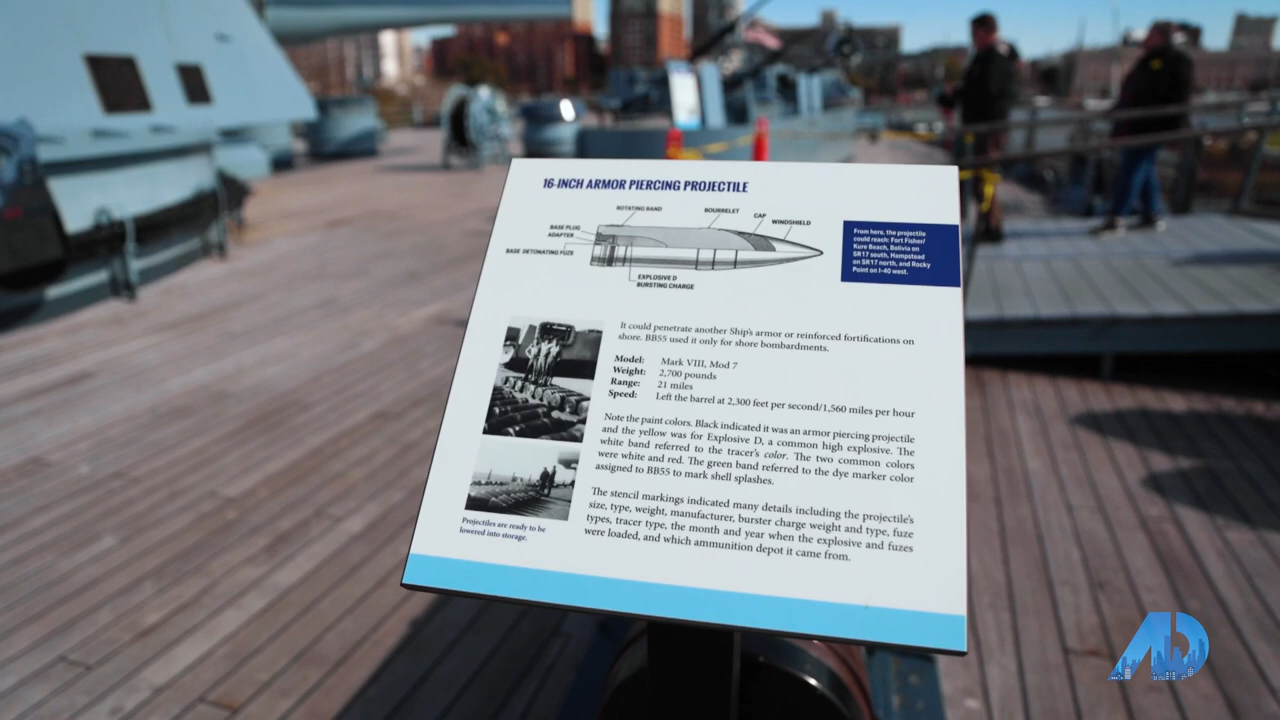 16-INCH ARMOR PIERCING PROJECTILE
ROTATING BAND
BOURRELET
CAP
WINDSHIELD
BASE PLUG
ADAPTER
BASE DETONATING FUZE
EXPLOSIVE D
BURSTING CHARGE
From here, the projectile
could reach: Fort Fisher/
Kure Beach, Bolivia on
SR17 south, Hampstead
on SR17 north, and Rocky
Point on I-40 west.
It could penetrate another Ship's armor or reinforced fortifications on
shore. BB55 used it only for shore bombardments.
Model: Mark VIII, Mod 7
Weight: 2,700 pounds
Range: 21 miles
Speed: Left the barrel at 2,300 feet per second/1,560 miles per hour
Note the paint colors. Black indicated it was an armor piercing projectile
and the yellow was for Explosive D, a common high explosive. The
white band referred to the tracer's color. The two common colors
were white and red. The green band referred to the dye marker color
assigned to BB55 to mark shell splashes.
The stencil markings indicated many details including the projectile's
size, type, weight, manufacturer, burster charge weight and type, fuze
types, tracer type, the month and year when the explosive and fuzes
were loaded, and which ammunition depot it came from.
Projectiles are ready to be
lowered into storage.
AD